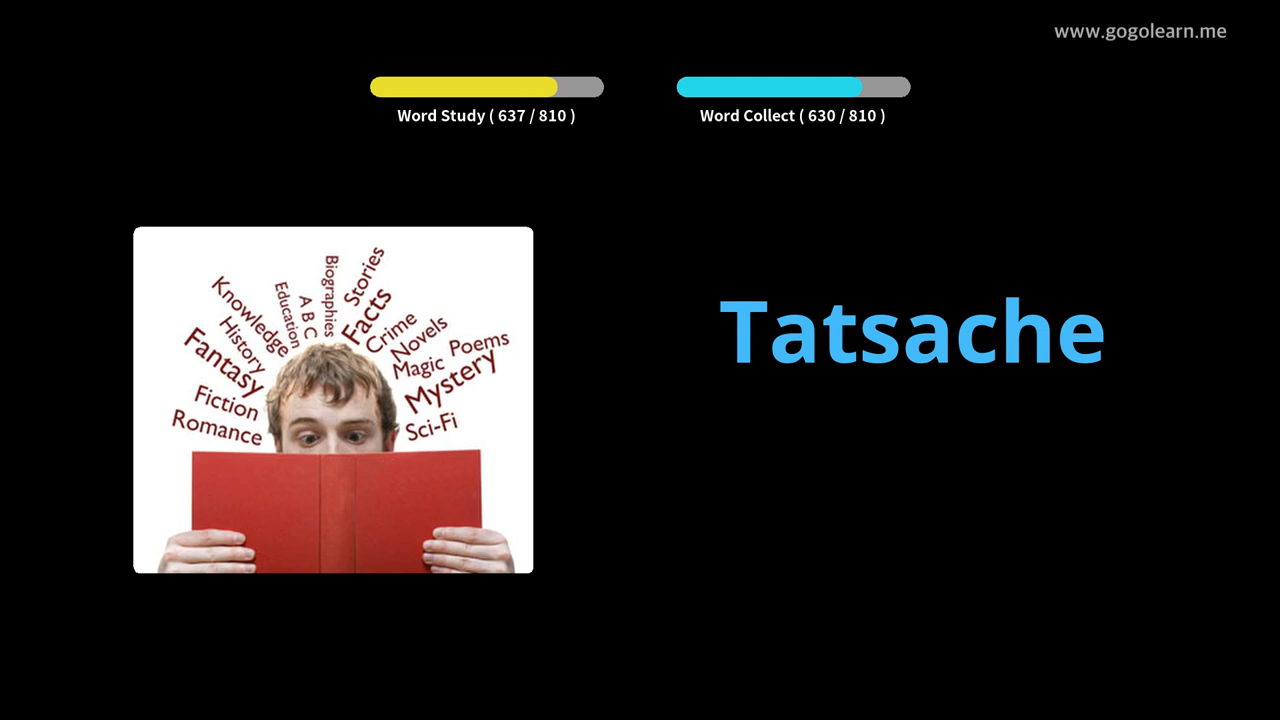 www.gogolearn.me
Word Study ( 637 / 810 )
Word Collect ( 630 / 810 )
Tatsache
Romance
Fiction
Fantasy
History
Knowledge
Education
A B C
Biographies
Stories
Facts
Crime
Novels
Magic
Poems
Mystery
Sci-Fi